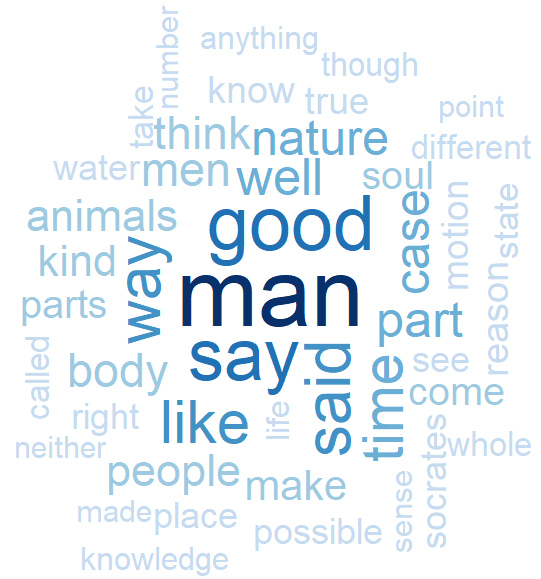 anything
number
though
know
true
take
point
think
nature
different
water
men
well
soul
animals
good
case
motion
state
kind
way
man
reason
parts
part
say
said
time
see
called
body
come
right
like
life
neither
whole
people
make
socrates
sense
made
place
possible
knowledge